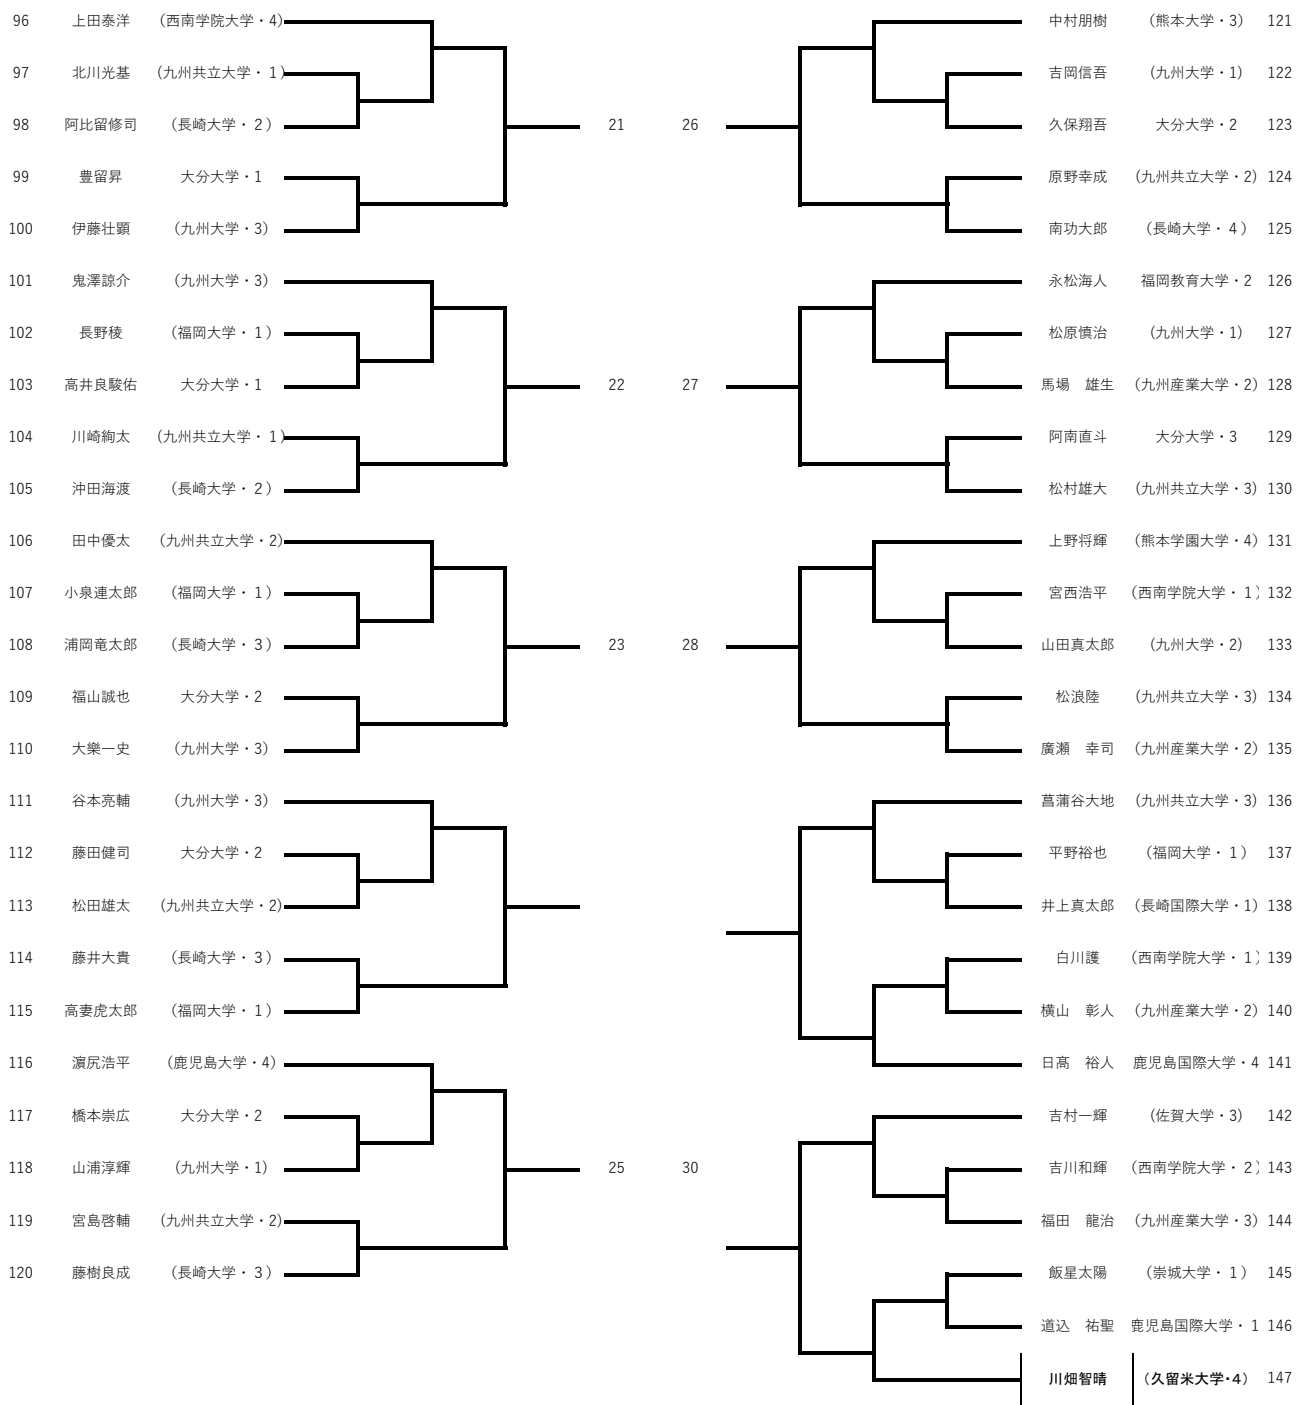 96 上田泰洋 (西南学院大学・4)
97 北川光基 (九州共立大学・1)
98 阿比留修司 (長崎大学・2)
99 豊留昇 大分大学・1
100 伊藤壮顕 (九州大学・3)
21
101 鬼澤諒介 (九州大学・3)
102 長野稜 (福岡大学・1)
103 高井良駿佑 大分大学・1
104 川崎絢太 (九州共立大学・1)
105 沖田海渡 (長崎大学・2)
22
106 田中優太 (九州共立大学・2)
107 小泉連太郎 (福岡大学・1)
108 浦岡竜太郎 (長崎大学・3)
109 福山誠也 大分大学・2
110 大樂一史 (九州大学・3)
23
111 谷本亮輔 (九州大学・3)
112 藤田健司 大分大学・2
113 松田雄太 (九州共立大学・2)
114 藤井大貴 (長崎大学・3)
115 高妻虎太郎 (福岡大学・1)
116 濵尻浩平 (鹿児島大学・4)
117 橋本崇広 大分大学・2
118 山浦淳輝 (九州大学・1)
119 宮島啓輔 (九州共立大学・2)
120 藤樹良成 (長崎大学・3)
25
26
中村朋樹 (熊本大学・3) 121
吉岡信吾 (九州大学・1) 122
久保翔吾 大分大学・2 123
原野幸成 (九州共立大学・2) 124
南功大郎 (長崎大学・4) 125
27
永松海人 福岡教育大学・2 126
松原慎治 (九州大学・1) 127
馬場　雄生 (九州産業大学・2) 128
阿南直斗 大分大学・3 129
松村雄大 (九州共立大学・3) 130
28
上野将輝 (熊本学園大学・4) 131
宮西浩平 (西南学院大学・1) 132
山田真太郎 (九州大学・2) 133
松浪陸 (九州共立大学・3) 134
廣瀬　幸司 (九州産業大学・2) 135
菖蒲谷大地 (九州共立大学・3) 136
平野裕也 (福岡大学・1) 137
井上真太郎 (長崎国際大学・1) 138
白川護 (西南学院大学・1) 139
横山　彰人 (九州産業大学・2) 140
日髙　裕人 鹿児島国際大学・4 141
30
吉村一輝 (佐賀大学・3) 142
吉川和輝 (西南学院大学・2) 143
福田　龍治 (九州産業大学・3) 144
飯星太陽 (崇城大学・1) 145
道込　祐聖 鹿児島国際大学・1 146
川畑智晴 (久留米大学・4) 147